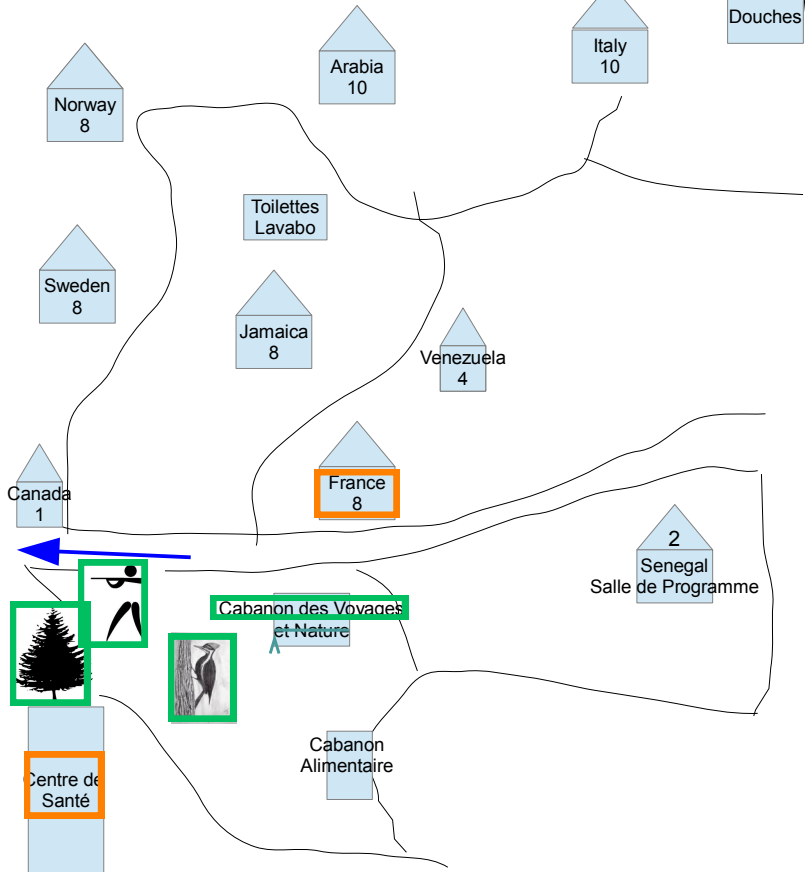 Douches
Italy
10
Arabia
10
Norway
8
Toilettes
Lavabo
Sweden
8
Jamaica
8
Venezuela
4
France
8
Canada
1
2
Senegal
Salle de Programme
Cabanon des Voyages
et Nature
Cabanon
Alimentaire
Centre de
Santé